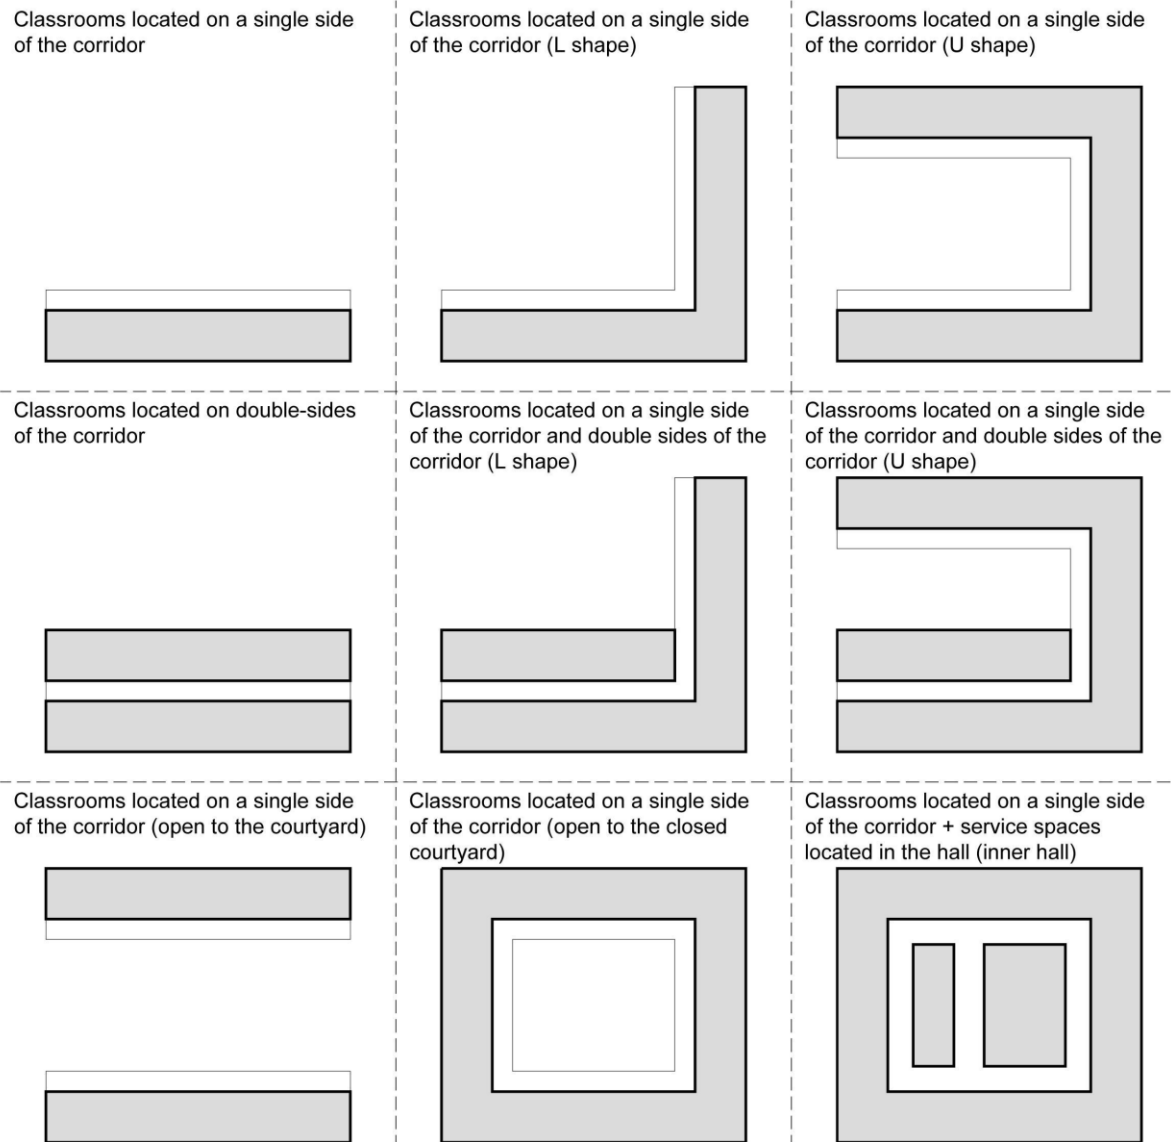 Classrooms located on a single side
of the corridor
Classrooms located on a single side
of the corridor (L shape)
Classrooms located on a single side
of the corridor (U shape)
Classrooms located on double-sides
of the corridor
Classrooms located on a single side
of the corridor and double sides of the
corridor (L shape)
Classrooms located on a single side
of the corridor and double sides of the
corridor (U shape)
Classrooms located on a single side
of the corridor (open to the courtyard)
Classrooms located on a single side
of the corridor (open to the closed
courtyard)
Classrooms located on a single side
of the corridor + service spaces
located in the hall (inner hall)